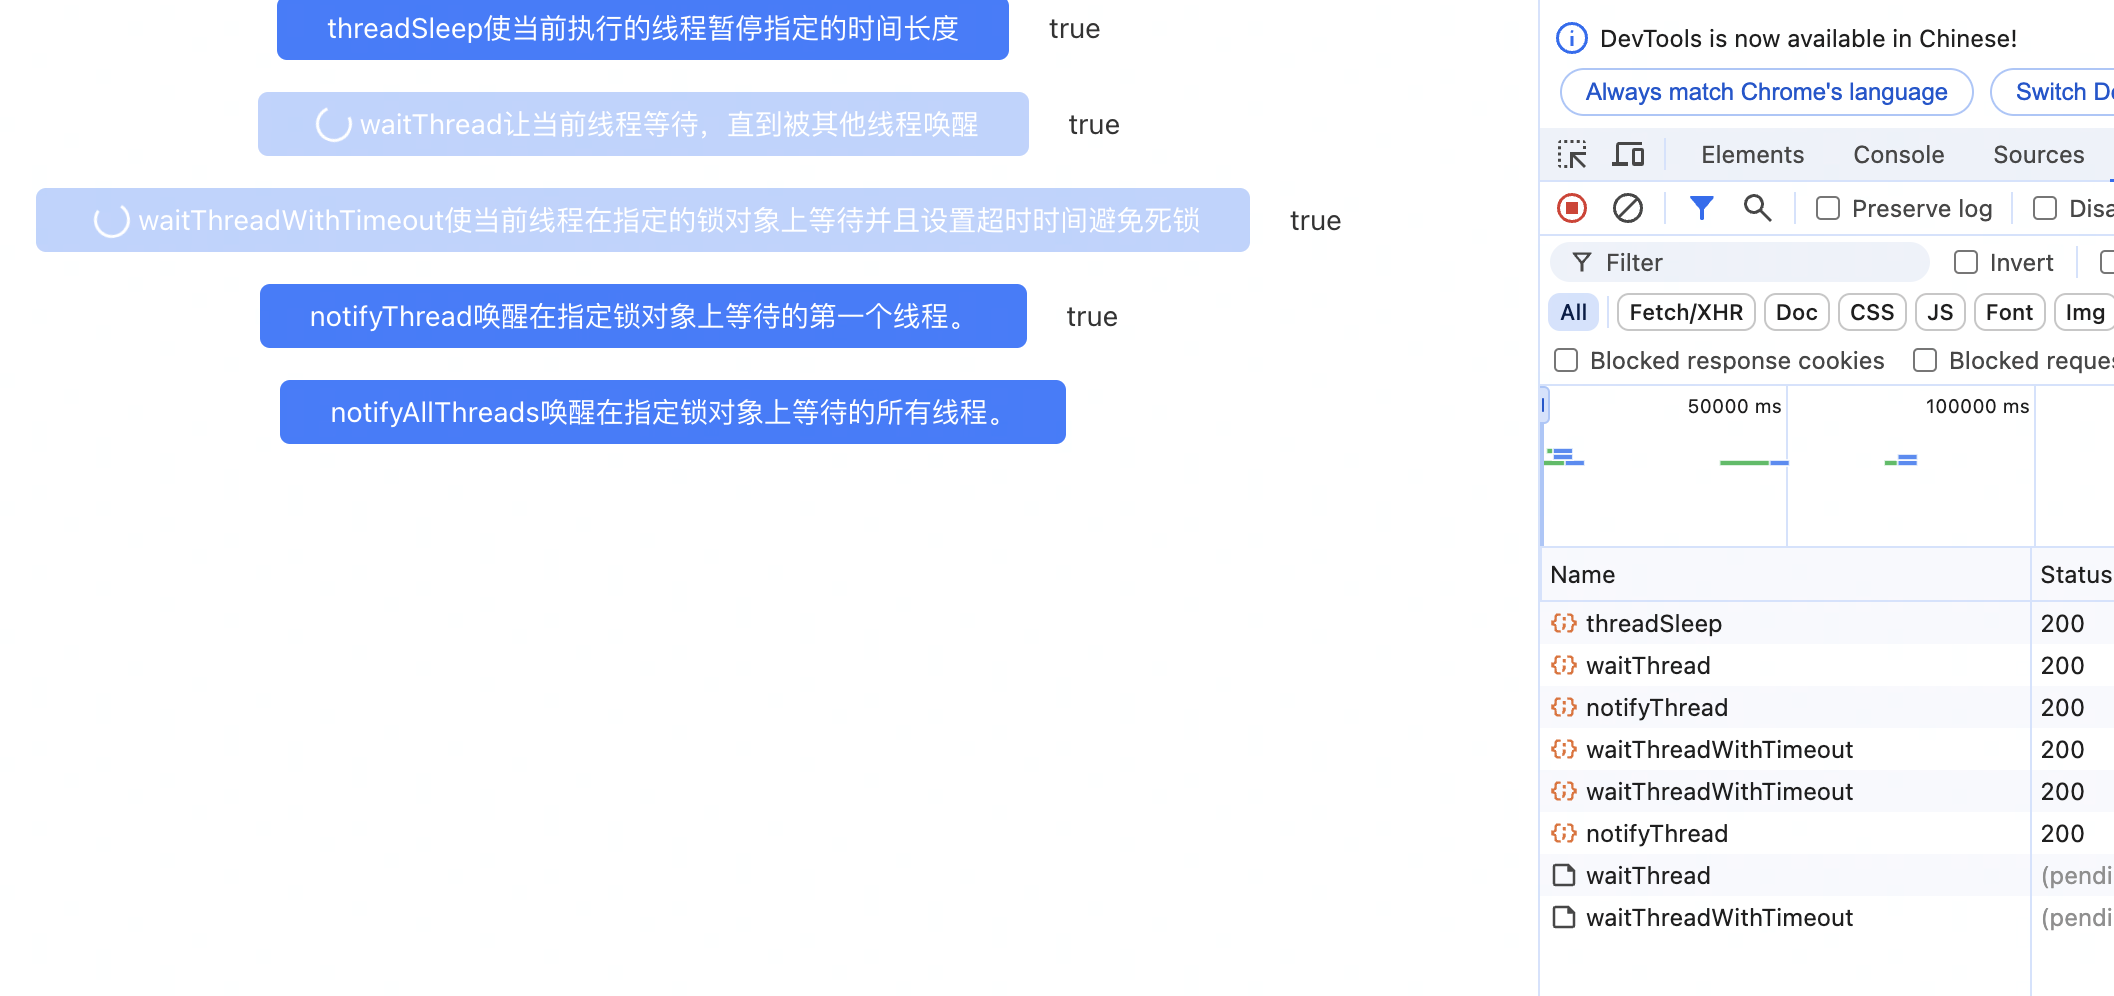 threadSleep使当前执行的线程暂停指定的时间长度 true
waitThread让当前线程等待，直到被其他线程唤醒 true
waitThreadWithTimeout使当前线程在指定的锁对象上等待并且设置超时时间避免死锁 true
notifyThread唤醒在指定锁对象上等待的第一个线程。 true
notifyAllThreads唤醒在指定锁对象上等待的所有线程。
DevTools is now available in Chinese!
Always match Chrome's language Switch De
Elements Console Sources
Preserve log Disa
Filter Invert
All Fetch/XHR Doc CSS JS Font Img
Blocked response cookies Blocked reques
50000 ms 100000 ms
Name Status
threadSleep 200
waitThread 200
notifyThread 200
waitThreadWithTimeout 200
waitThreadWithTimeout 200
notifyThread 200
waitThread (pendi
waitThreadWithTimeout (pendi